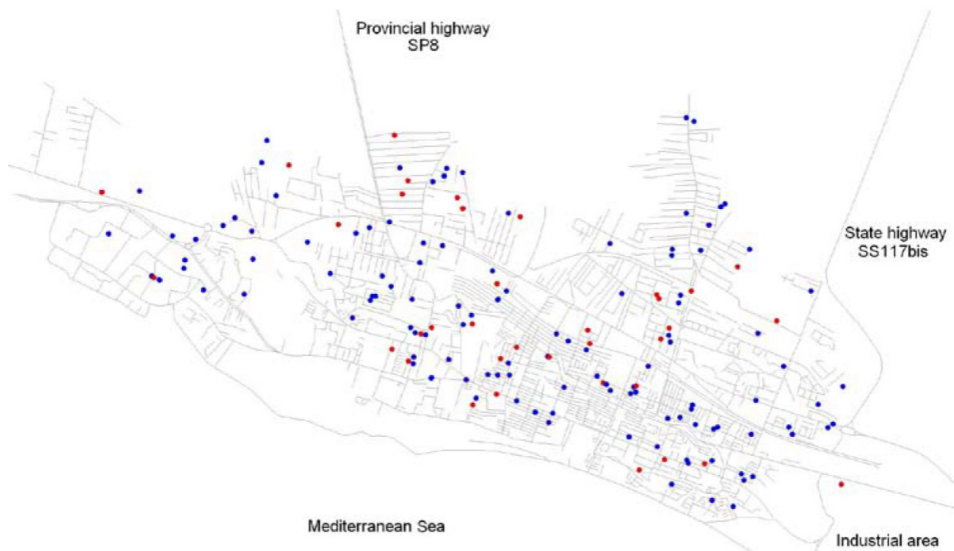 Provincial highway
SP8
State highway
SS117bis
Mediterranean Sea
Industrial area